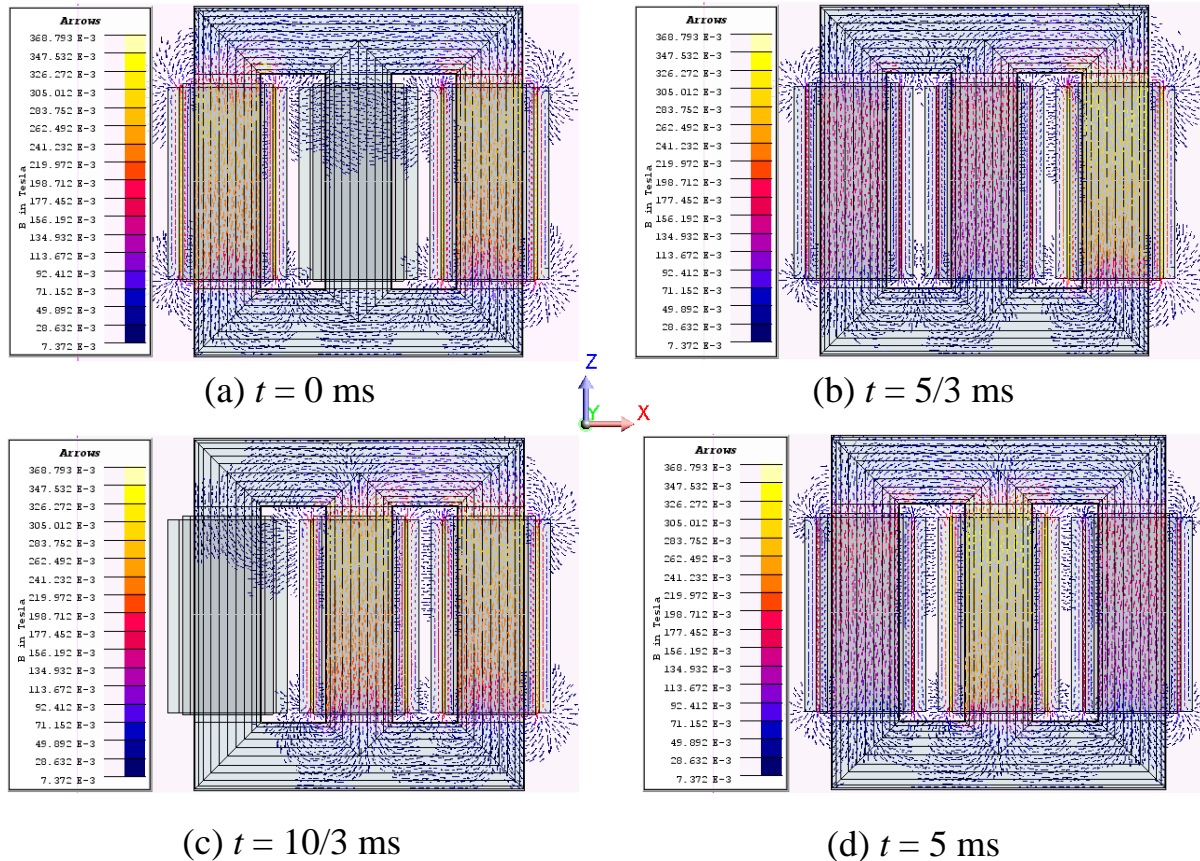 Arrows
368.793 E-3
347.532 E-3
326.272 E-3
305.012 E-3
283.752 E-3
262.492 E-3
241.232 E-3
219.972 E-3
198.712 E-3
177.452 E-3
156.192 E-3
134.932 E-3
113.672 E-3
92.412 E-3
71.152 E-3
49.892 E-3
28.632 E-3
7.372 E-3
B in Tesla
(a) t = 0 ms
Arrows
368.793 E-3
347.532 E-3
326.272 E-3
305.012 E-3
283.752 E-3
262.492 E-3
241.232 E-3
219.972 E-3
198.712 E-3
177.452 E-3
156.192 E-3
134.932 E-3
113.672 E-3
92.412 E-3
71.152 E-3
49.892 E-3
28.632 E-3
7.372 E-3
B in Tesla
(b) t = 5/3 ms
Z
Y
X
Arrows
368.793 E-3
347.532 E-3
326.272 E-3
305.012 E-3
283.752 E-3
262.492 E-3
241.232 E-3
219.972 E-3
198.712 E-3
177.452 E-3
156.192 E-3
134.932 E-3
113.672 E-3
92.412 E-3
71.152 E-3
49.892 E-3
28.632 E-3
7.372 E-3
B in Tesla
(c) t = 10/3 ms
Arrows
368.793 E-3
347.532 E-3
326.272 E-3
305.012 E-3
283.752 E-3
262.492 E-3
241.232 E-3
219.972 E-3
198.712 E-3
177.452 E-3
156.192 E-3
134.932 E-3
113.672 E-3
92.412 E-3
71.152 E-3
49.892 E-3
28.632 E-3
7.372 E-3
B in Tesla
(d) t = 5 ms